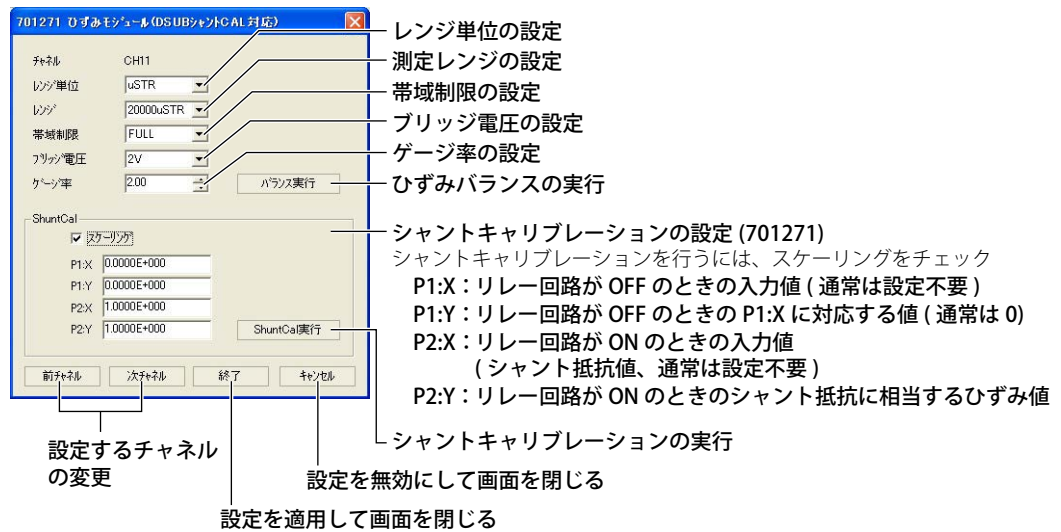 701271 ひずみモジュール(DSUBシャントCAL対応)
チャネル CH11
レンジ単位 uSTR
レンジ 20000uSTR
帯域制限 FULL
ブリッジ電圧 2V
ゲージ率 2.00 バランス実行
ShuntCal
スケーリング
P1:X 0.0000E+000
P1:Y 0.0000E+000
P2:X 1.0000E+000
P2:Y 1.0000E+000 ShuntCal実行
前チャネル 次チャネル 終了 キャンセル
レンジ単位の設定
測定レンジの設定
帯域制限の設定
ブリッジ電圧の設定
ゲージ率の設定
ひずみバランスの実行
シャントキャリブレーションの設定 (701271)
シャントキャリブレーションを行うには、スケーリングをチェック
P1:X：リレー回路が OFF のときの入力値 ( 通常は設定不要 )
P1:Y：リレー回路が OFF のときの P1:X に対応する値 ( 通常は 0)
P2:X：リレー回路が ON のときの入力値
( シャント抵抗値、通常は設定不要 )
P2:Y：リレー回路が ON のときのシャント抵抗に相当するひずみ値
シャントキャリブレーションの実行
設定するチャネル
の変更
設定を無効にして画面を閉じる
設定を適用して画面を閉じる